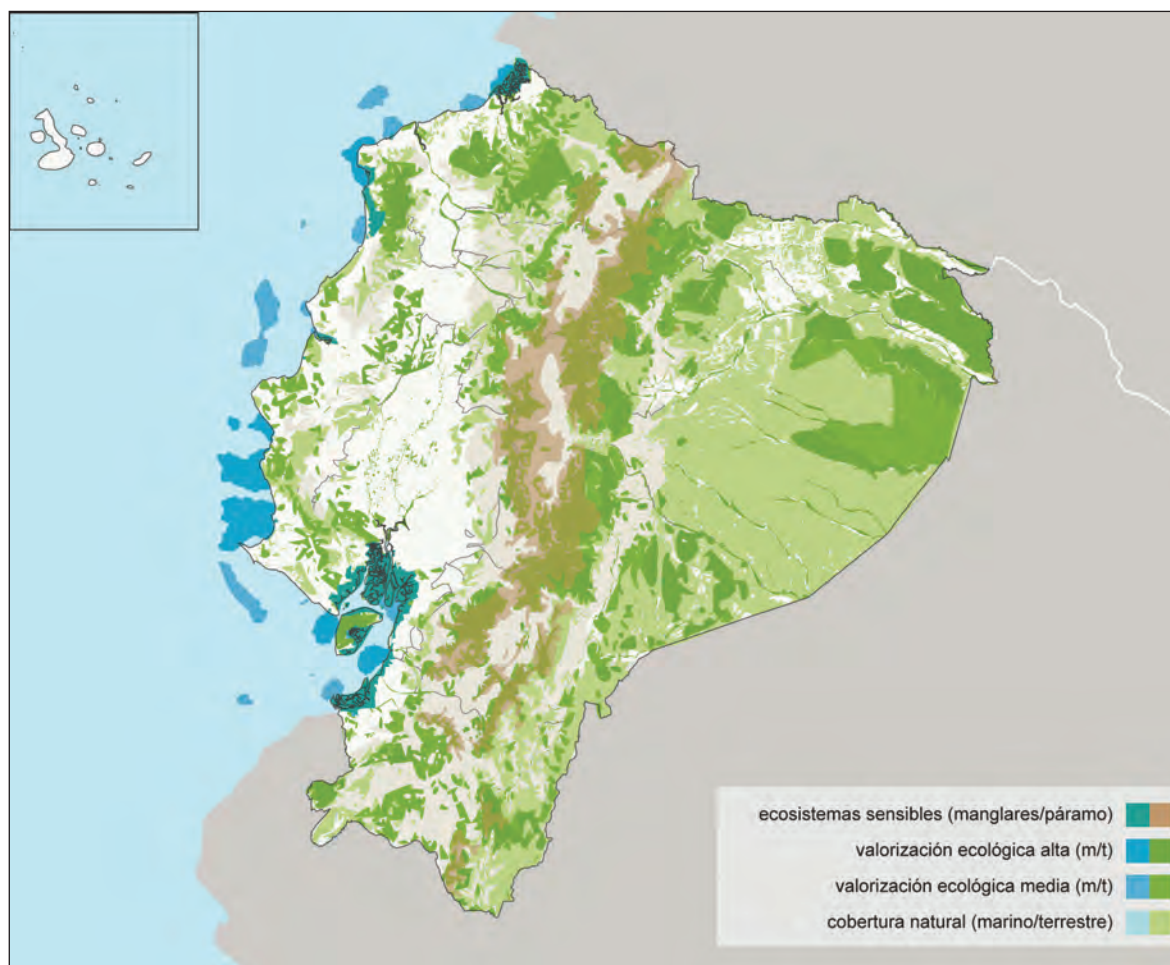 ecosistemas sensibles (manglares/páramo)
valorización ecológica alta (m/t)
valorización ecológica media (m/t)
cobertura natural (marino/terrestre)